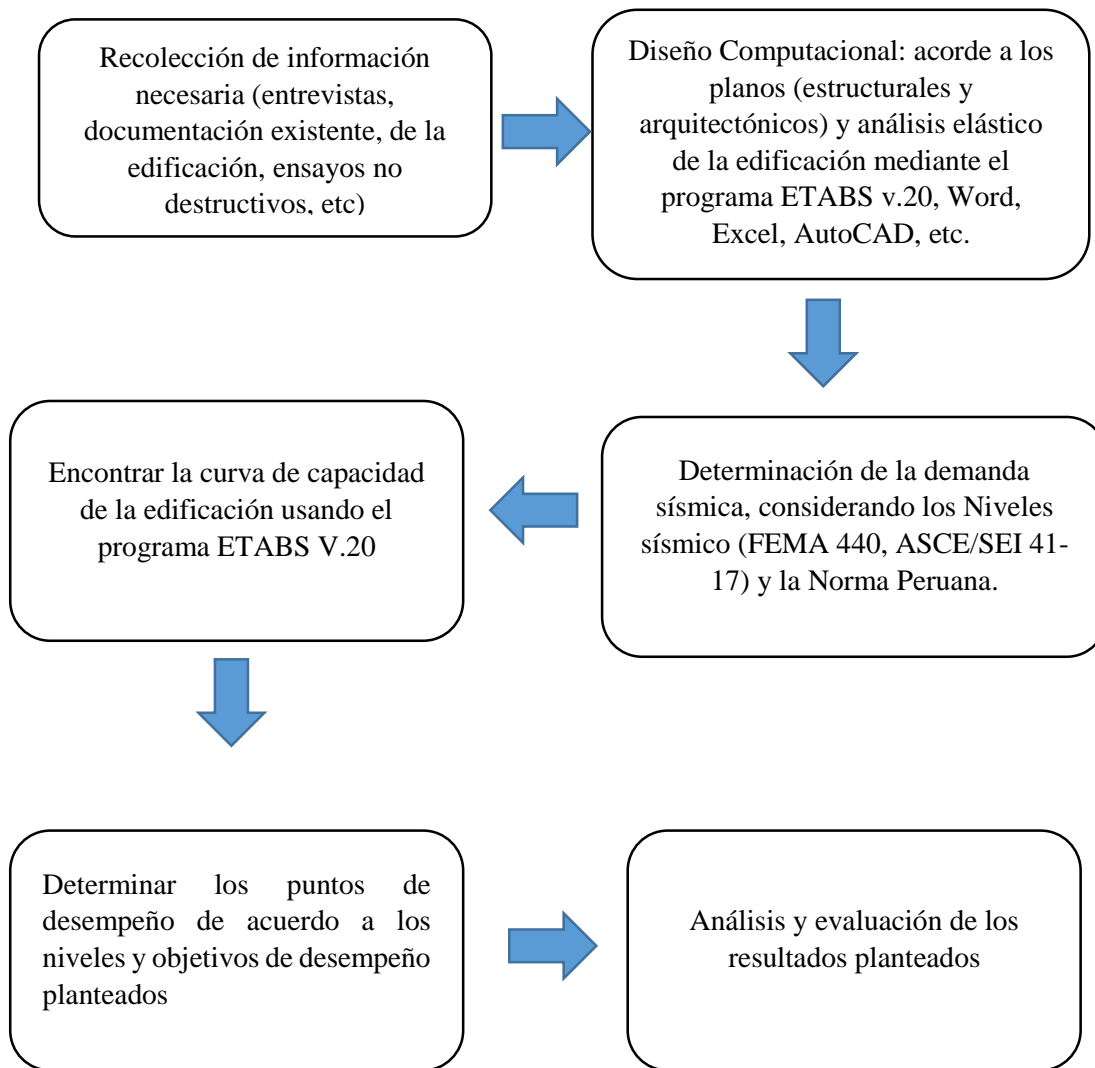 Recolección de información
necesaria (entrevistas,
documentación existente, de la
edificación, ensayos no
destructivos, etc)
Diseño Computacional: acorde a los
planos (estructurales y
arquitectónicos) y análisis elástico
de la edificación mediante el
programa ETABS v.20, Word,
Excel, AutoCAD, etc.
Determinación de la demanda
sísmica, considerando los Niveles
sísmico (FEMA 440, ASCE/SEI 41-
17) y la Norma Peruana.
Encontrar la curva de capacidad
de la edificación usando el
programa ETABS V.20
Determinar los puntos de
desempeño de acuerdo a los
niveles y objetivos de desempeño
planteados
Análisis y evaluación de los
resultados planteados